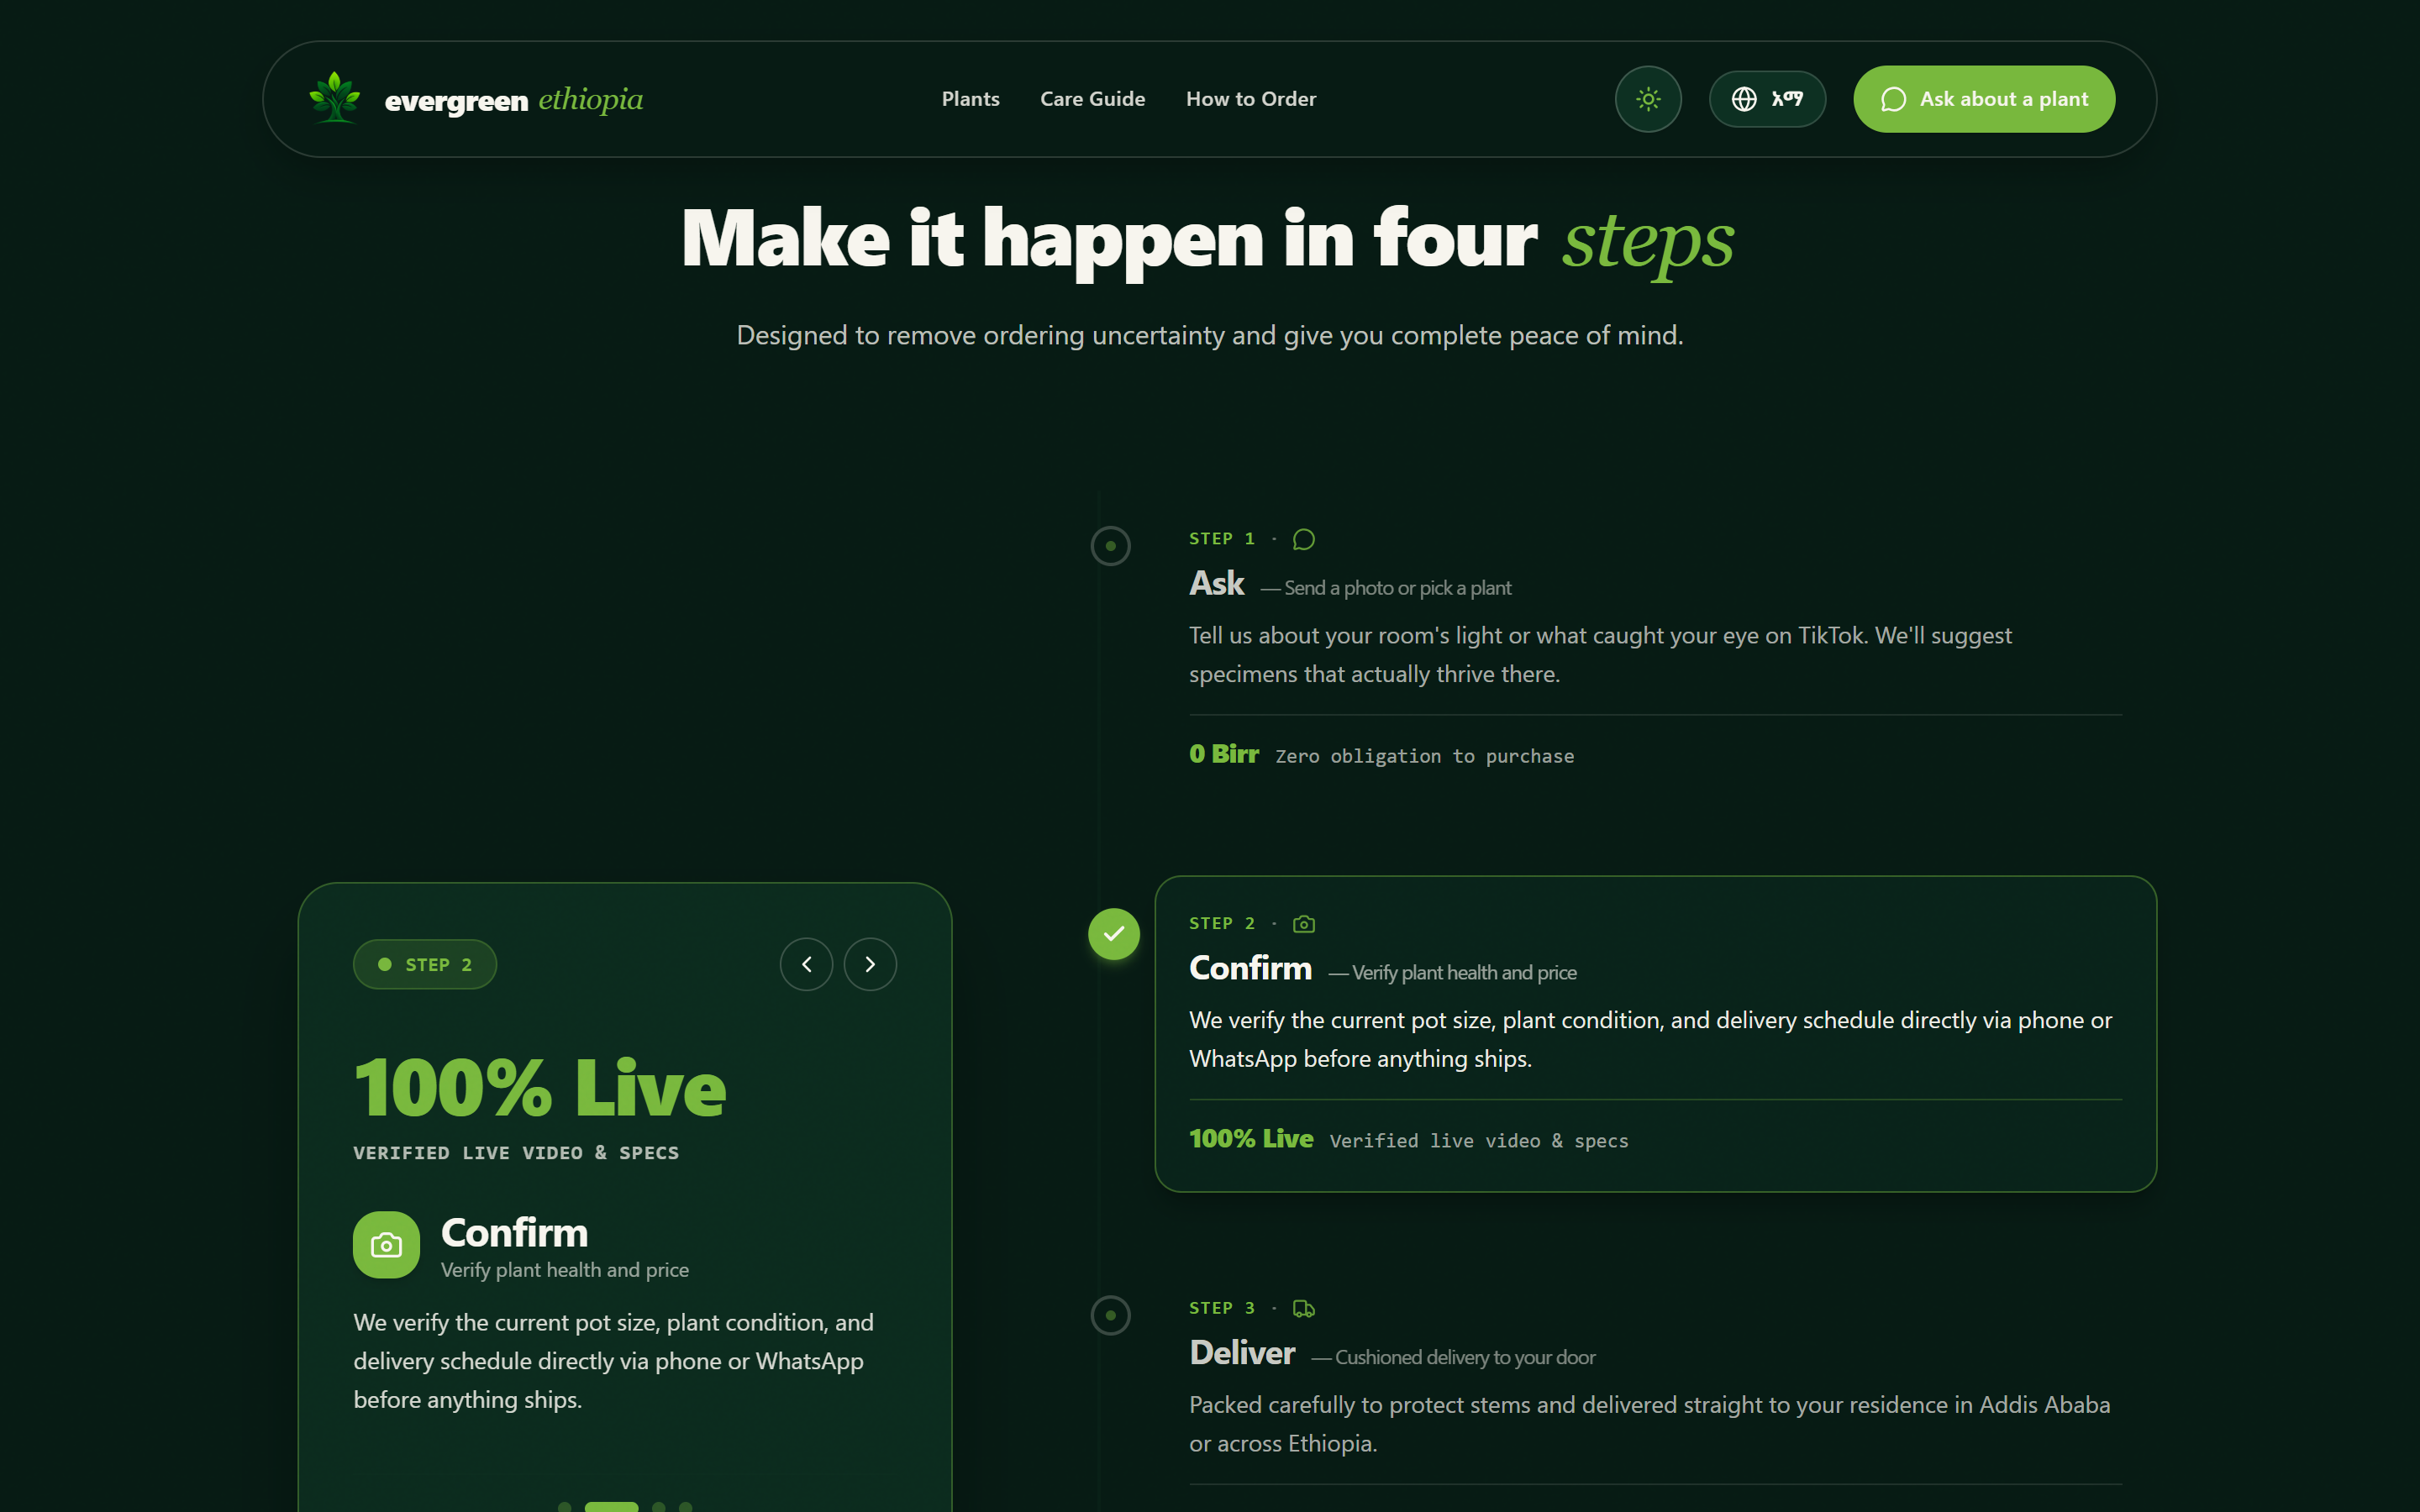 evergreen ethiopia
Plants
Care Guide
How to Order
አማ
Ask about a plant
Make it happen in four steps
Designed to remove ordering uncertainty and give you complete peace of mind.
STEP 1 ·
Ask — Send a photo or pick a plant
Tell us about your room's light or what caught your eye on TikTok. We'll suggest
specimens that actually thrive there.
0 Birr Zero obligation to purchase
STEP 2
100% Live
VERIFIED LIVE VIDEO & SPECS
Confirm
Verify plant health and price
We verify the current pot size, plant condition, and
delivery schedule directly via phone or WhatsApp
before anything ships.
STEP 2 ·
Confirm — Verify plant health and price
We verify the current pot size, plant condition, and delivery schedule directly via phone or
WhatsApp before anything ships.
100% Live Verified live video & specs
STEP 3 ·
Deliver — Cushioned delivery to your door
Packed carefully to protect stems and delivered straight to your residence in Addis Ababa
or across Ethiopia.